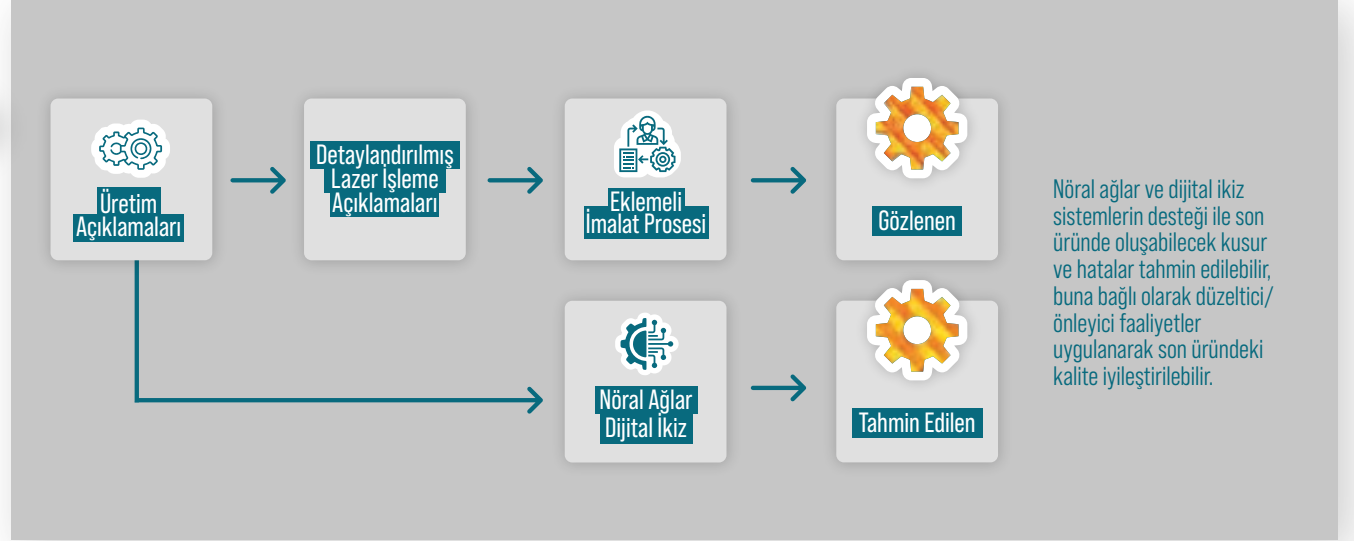 Üretim
Açıklamaları
Detaylandırılmış
Lazer İşleme
Açıklamaları
Eklemeli
İmalat Prosesi
Gözlenen
Nöral Ağlar
Dijital İkiz
Tahmin Edilen
Nöral ağlar ve dijital ikiz
sistemlerin desteği ile son
üründe oluşabilecek kusur
ve hatalar tahmin edilebilir,
buna bağlı olarak düzeltici/
önleyici faaliyetler
uygulanarak son üründeki
kalite iyileştirilebilir.